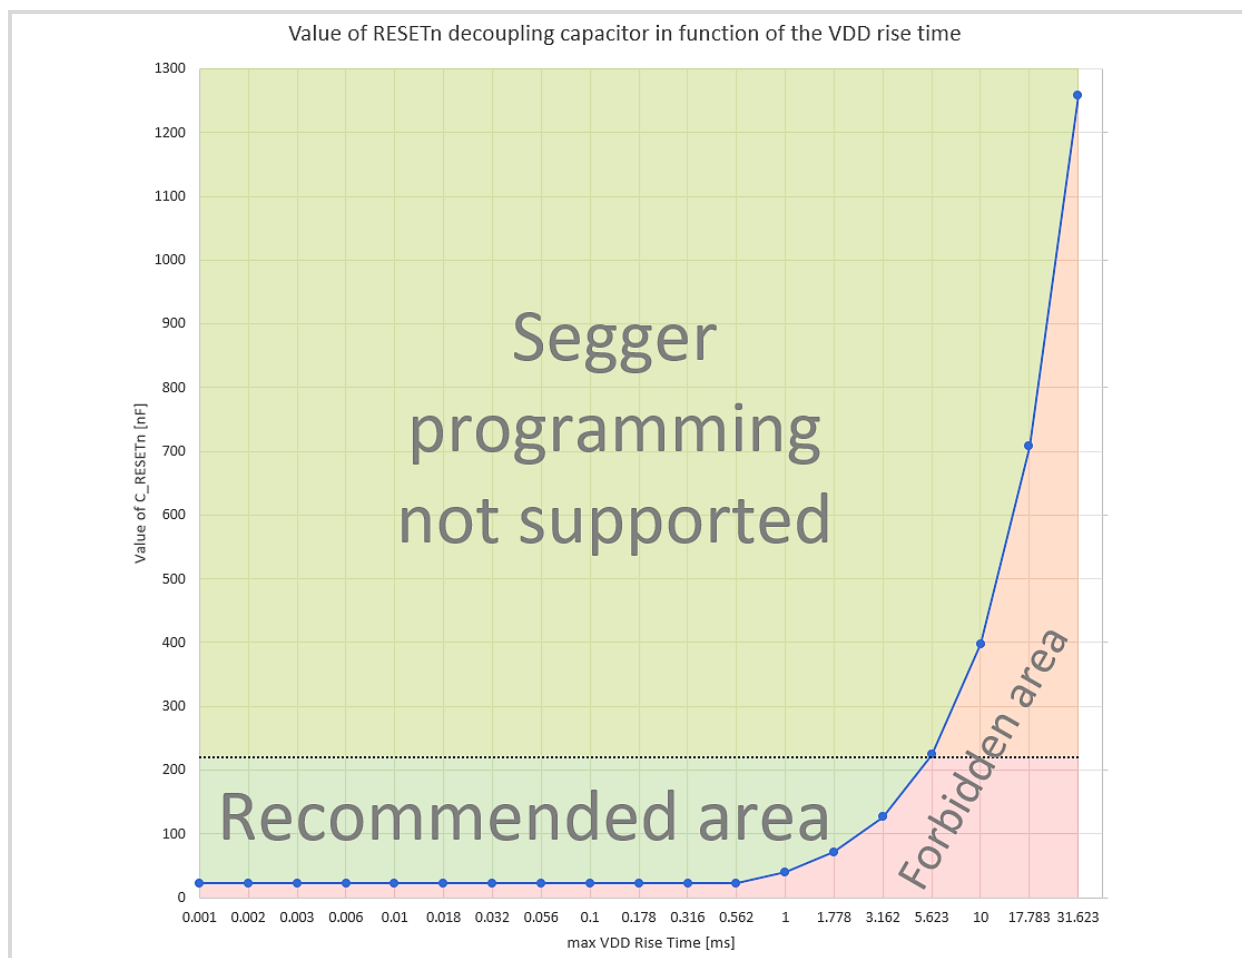 Value of RESETn decoupling capacitor in function of the VDD rise time
1300
1200
1100
1000
900
800
700
600
500
400
300
200
100
0
Value of C_RESETn [nF]
Segger
programming
not supported
Recommended area
Forbidden area
0.001 0.002 0.003 0.006 0.01 0.018 0.032 0.056 0.1 0.178 0.316 0.562 1 1.778 3.162 5.623 10 17.783 31.623
max VDD Rise Time [ms]